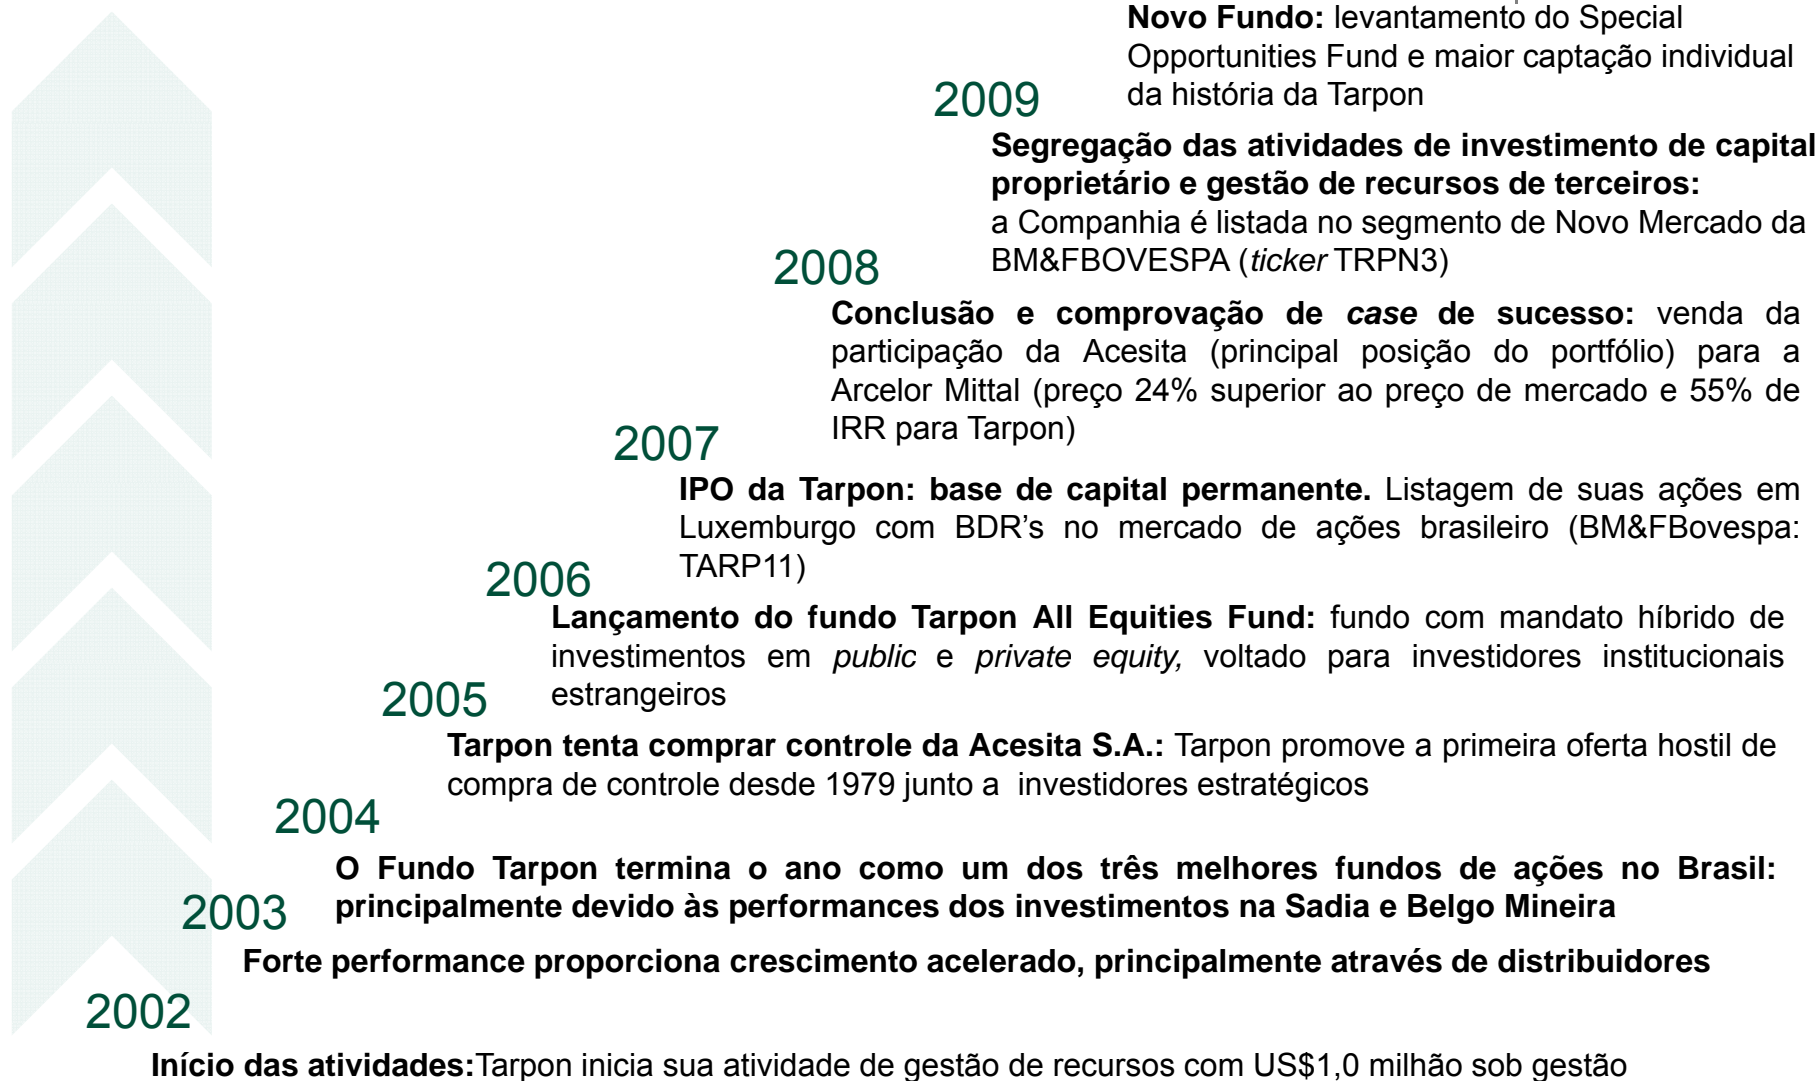 Novo Fundo: levantamento do Special
Opportunities Fund e maior captação individual
da história da Tarpon
2009
Segregação das atividades de investimento de capital
proprietário e gestão de recursos de terceiros:
a Companhia é listada no segmento de Novo Mercado da
BM&FBOVESPA (ticker TRPN3)
2008
Conclusão e comprovação de case de sucesso: venda da
participação da Acesita (principal posição do portfólio) para a
Arcelor Mittal (preço 24% superior ao preço de mercado e 55% de
IRR para Tarpon)
2007
IPO da Tarpon: base de capital permanente. Listagem de suas ações em
Luxemburgo com BDR’s no mercado de ações brasileiro (BM&FBovespa:
TARP11)
2006
Lançamento do fundo Tarpon All Equities Fund: fundo com mandato híbrido de
investimentos em public e private equity, voltado para investidores institucionais
estrangeiros
2005
Tarpon tenta comprar controle da Acesita S.A.: Tarpon promove a primeira oferta hostil de
compra de controle desde 1979 junto a investidores estratégicos
2004
O Fundo Tarpon termina o ano como um dos três melhores fundos de ações no Brasil:
principalmente devido às performances dos investimentos na Sadia e Belgo Mineira
2003
Forte performance proporciona crescimento acelerado, principalmente através de distribuidores
2002
Início das atividades:Tarpon inicia sua atividade de gestão de recursos com US$1,0 milhão sob gestão